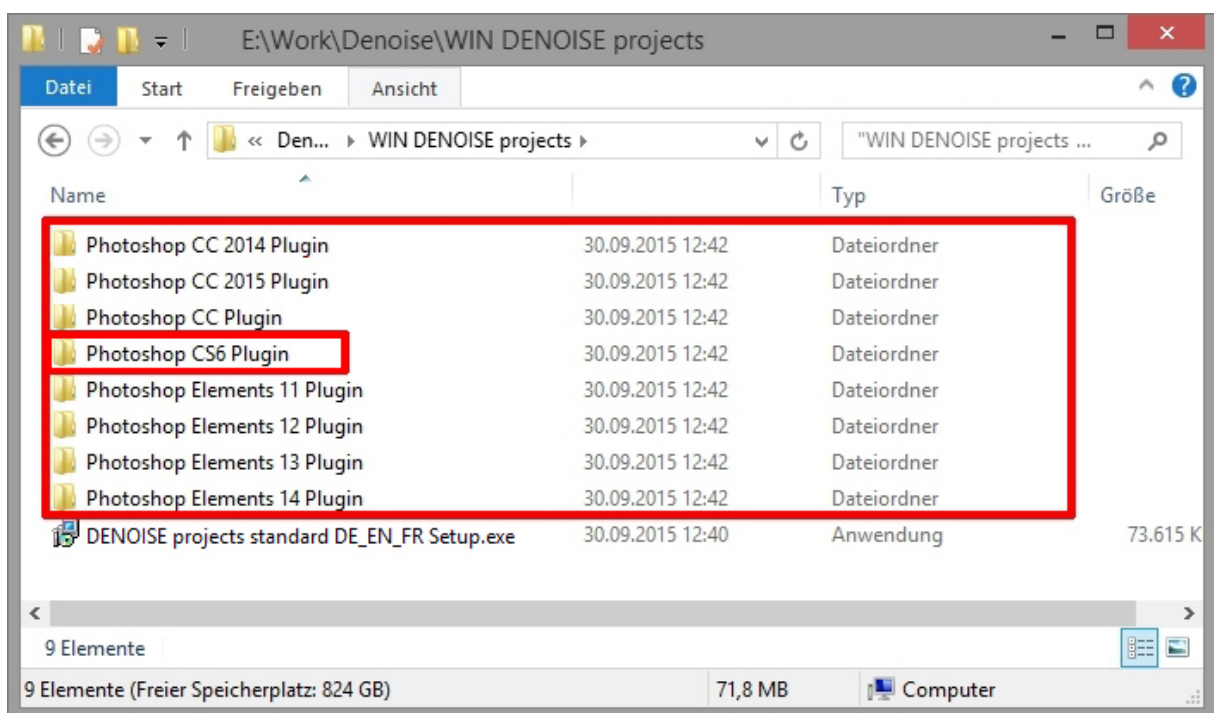 E:\Work\Denoise\WIN DENOISE projects
Datei Start Freigeben Ansicht
« Den... WIN DENOISE projects "WIN DENOISE projects ...
Name Typ Größe
Photoshop CC 2014 Plugin 30.09.2015 12:42 Dateiordner
Photoshop CC 2015 Plugin 30.09.2015 12:42 Dateiordner
Photoshop CC Plugin 30.09.2015 12:42 Dateiordner
Photoshop CS6 Plugin 30.09.2015 12:42 Dateiordner
Photoshop Elements 11 Plugin 30.09.2015 12:42 Dateiordner
Photoshop Elements 12 Plugin 30.09.2015 12:42 Dateiordner
Photoshop Elements 13 Plugin 30.09.2015 12:42 Dateiordner
Photoshop Elements 14 Plugin 30.09.2015 12:42 Dateiordner
DENOISE projects standard DE_EN_FR Setup.exe 30.09.2015 12:40 Anwendung 73.615 K
9 Elemente
9 Elemente (Freier Speicherplatz: 824 GB) 71,8 MB Computer